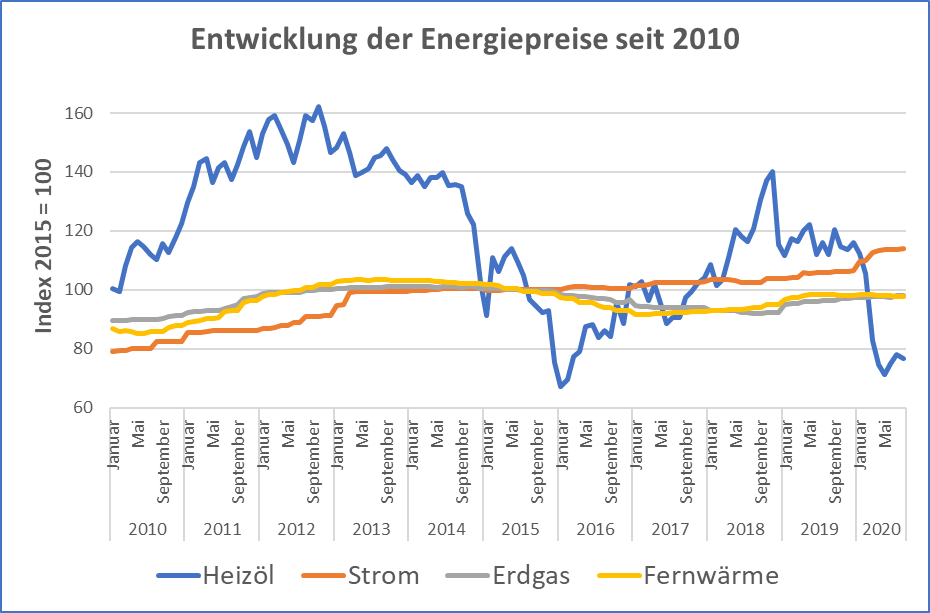 Entwicklung der Energiepreise seit 2010
Index 2015 = 100
160
140
120
100
80
60
Januar Mai September Januar Mai September Januar Mai September Januar Mai September Januar Mai September Januar Mai September Januar Mai September Januar Mai September Januar Mai September Januar Mai September Januar Mai
2010 2011 2012 2013 2014 2015 2016 2017 2018 2019 2020
Heizöl Strom Erdgas Fernwärme